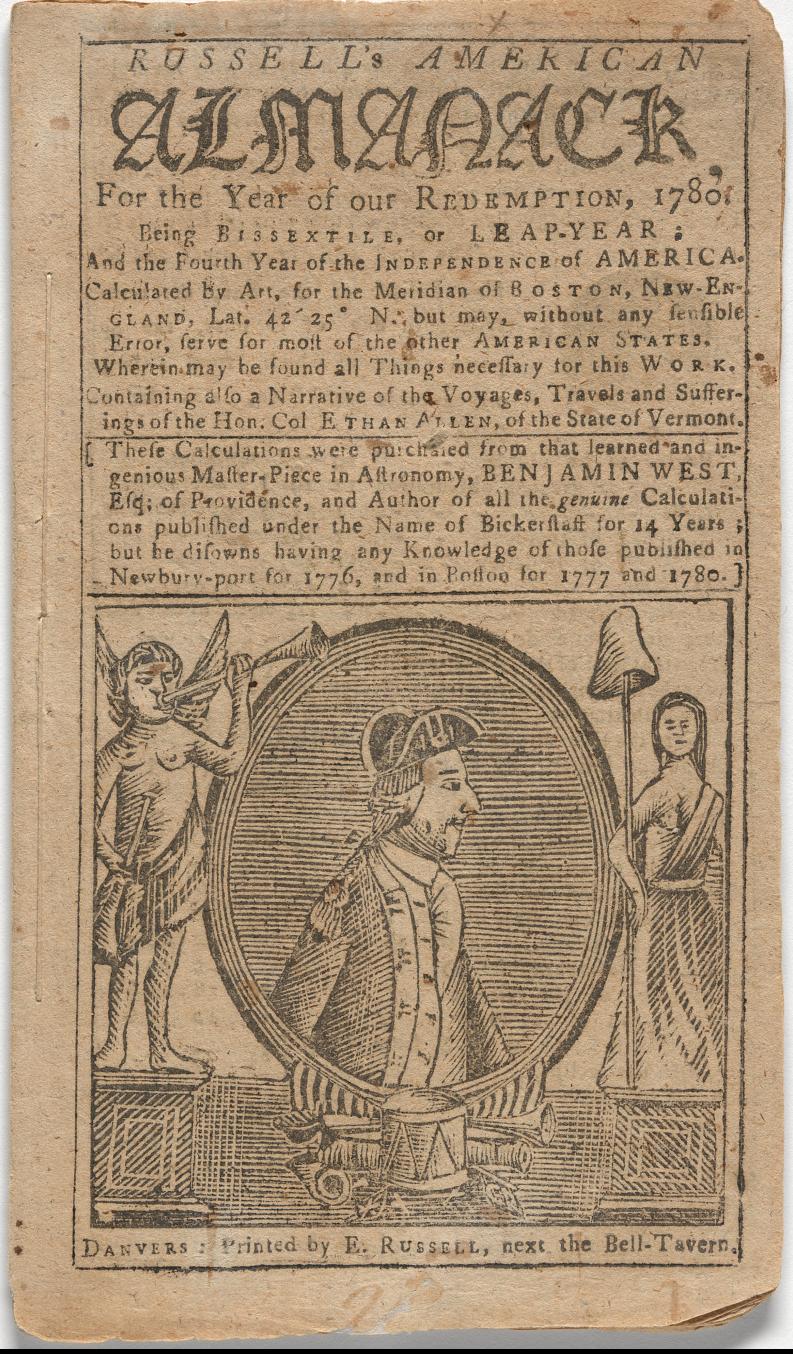 RUSSELL's AMERICAN
ALMANACK,
For the Year of our REDEMPTION, 1780:
Being BISSEXTILE, or LEAP-YEAR;
And the Fourth Year of the INDEPENDENCE of AMERICA.
Calculated by Art, for the Meridian of BOSTON, NEW-EN-
GLAND, Lat. 42´ 25° N. but may, without any ſenſible
Error, ſerve for moſt of the other AMERICAN STATES.
Wherein may be found all Things neceſſary for this WORK.
Containing alſo a Narrative of the Voyages, Travels and Suffer-
ings of the Hon. Col ETHAN ALLEN, of the State of Vermont.
[ Theſe Calculations were purchaſed from that learned and in-
genious Maſter-Piece in Aſtronomy, BENJAMIN WEST,
Eſq; of Providence, and Author of all the genuine Calculati-
ons publiſhed under the Name of Bickerſtaff for 14 Years;
but he diſowns having any Knowledge of thoſe publiſhed in
Newbury-port for 1776, and in Boſton for 1777 and 1780. ]
DANVERS: Printed by E. RUSSELL, next the Bell-Tavern.